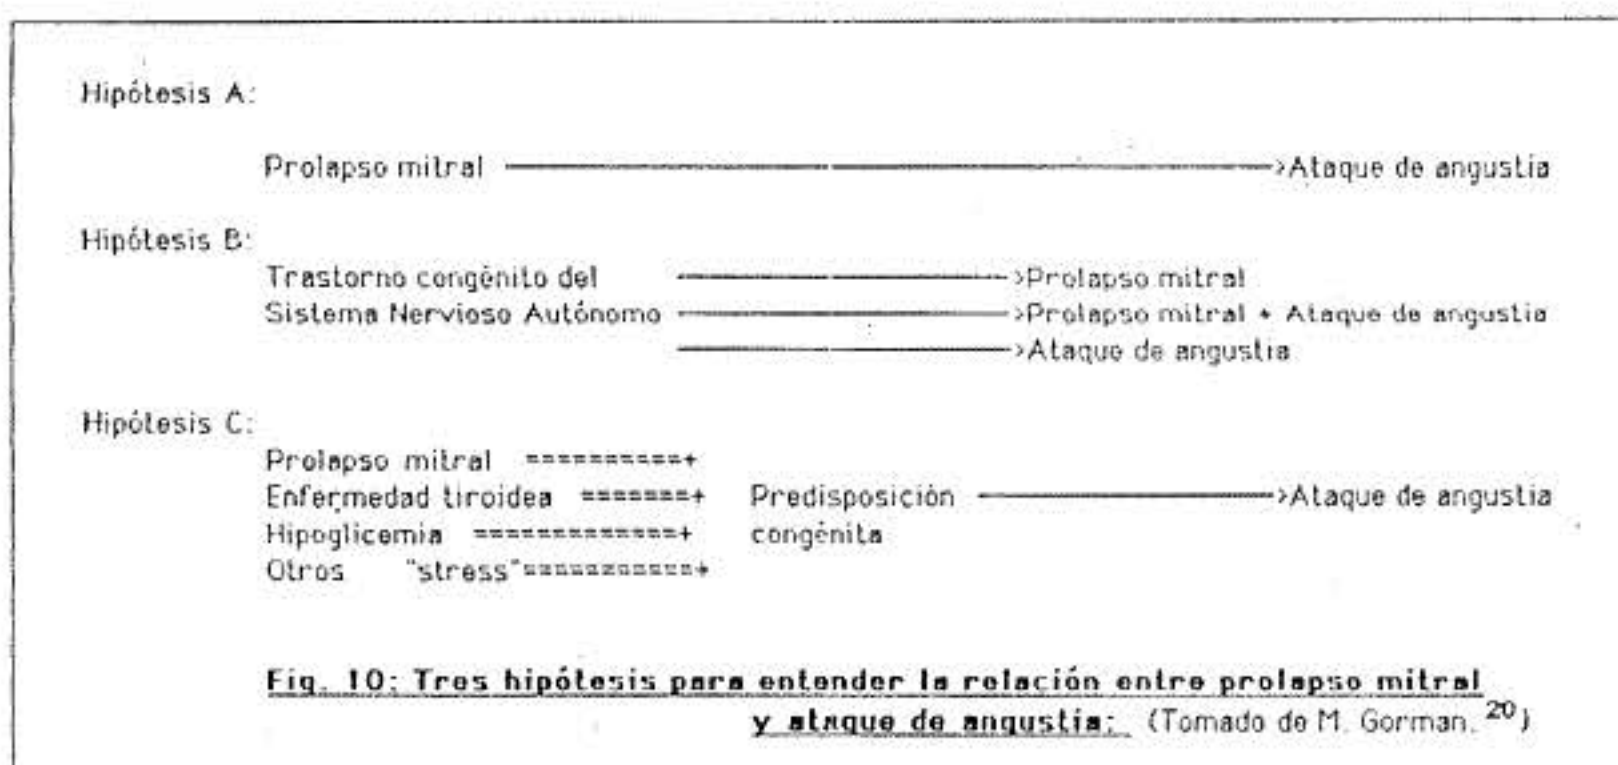 Hipótesis A:
Prolapso mitral ————————————>Ataque de angustia
Hipótesis B:
Trastorno congénito del ——————————>Prolapso mitral
Sistema Nervioso Autónomo ——————————>Prolapso mitral + Ataque de angustia
——————————>Ataque de angustia
Hipótesis C:
Prolapso mitral ==========+
Enfermedad tiroidea =======+ Predisposición ——————————>Ataque de angustia
Hipoglicemia =============+ congénita
Otros "stress"===========+
Fig. 10: Tres hipótesis para entender la relación entre prolapso mitral
y ataque de angustia: (Tomado de M. Gorman. 20)